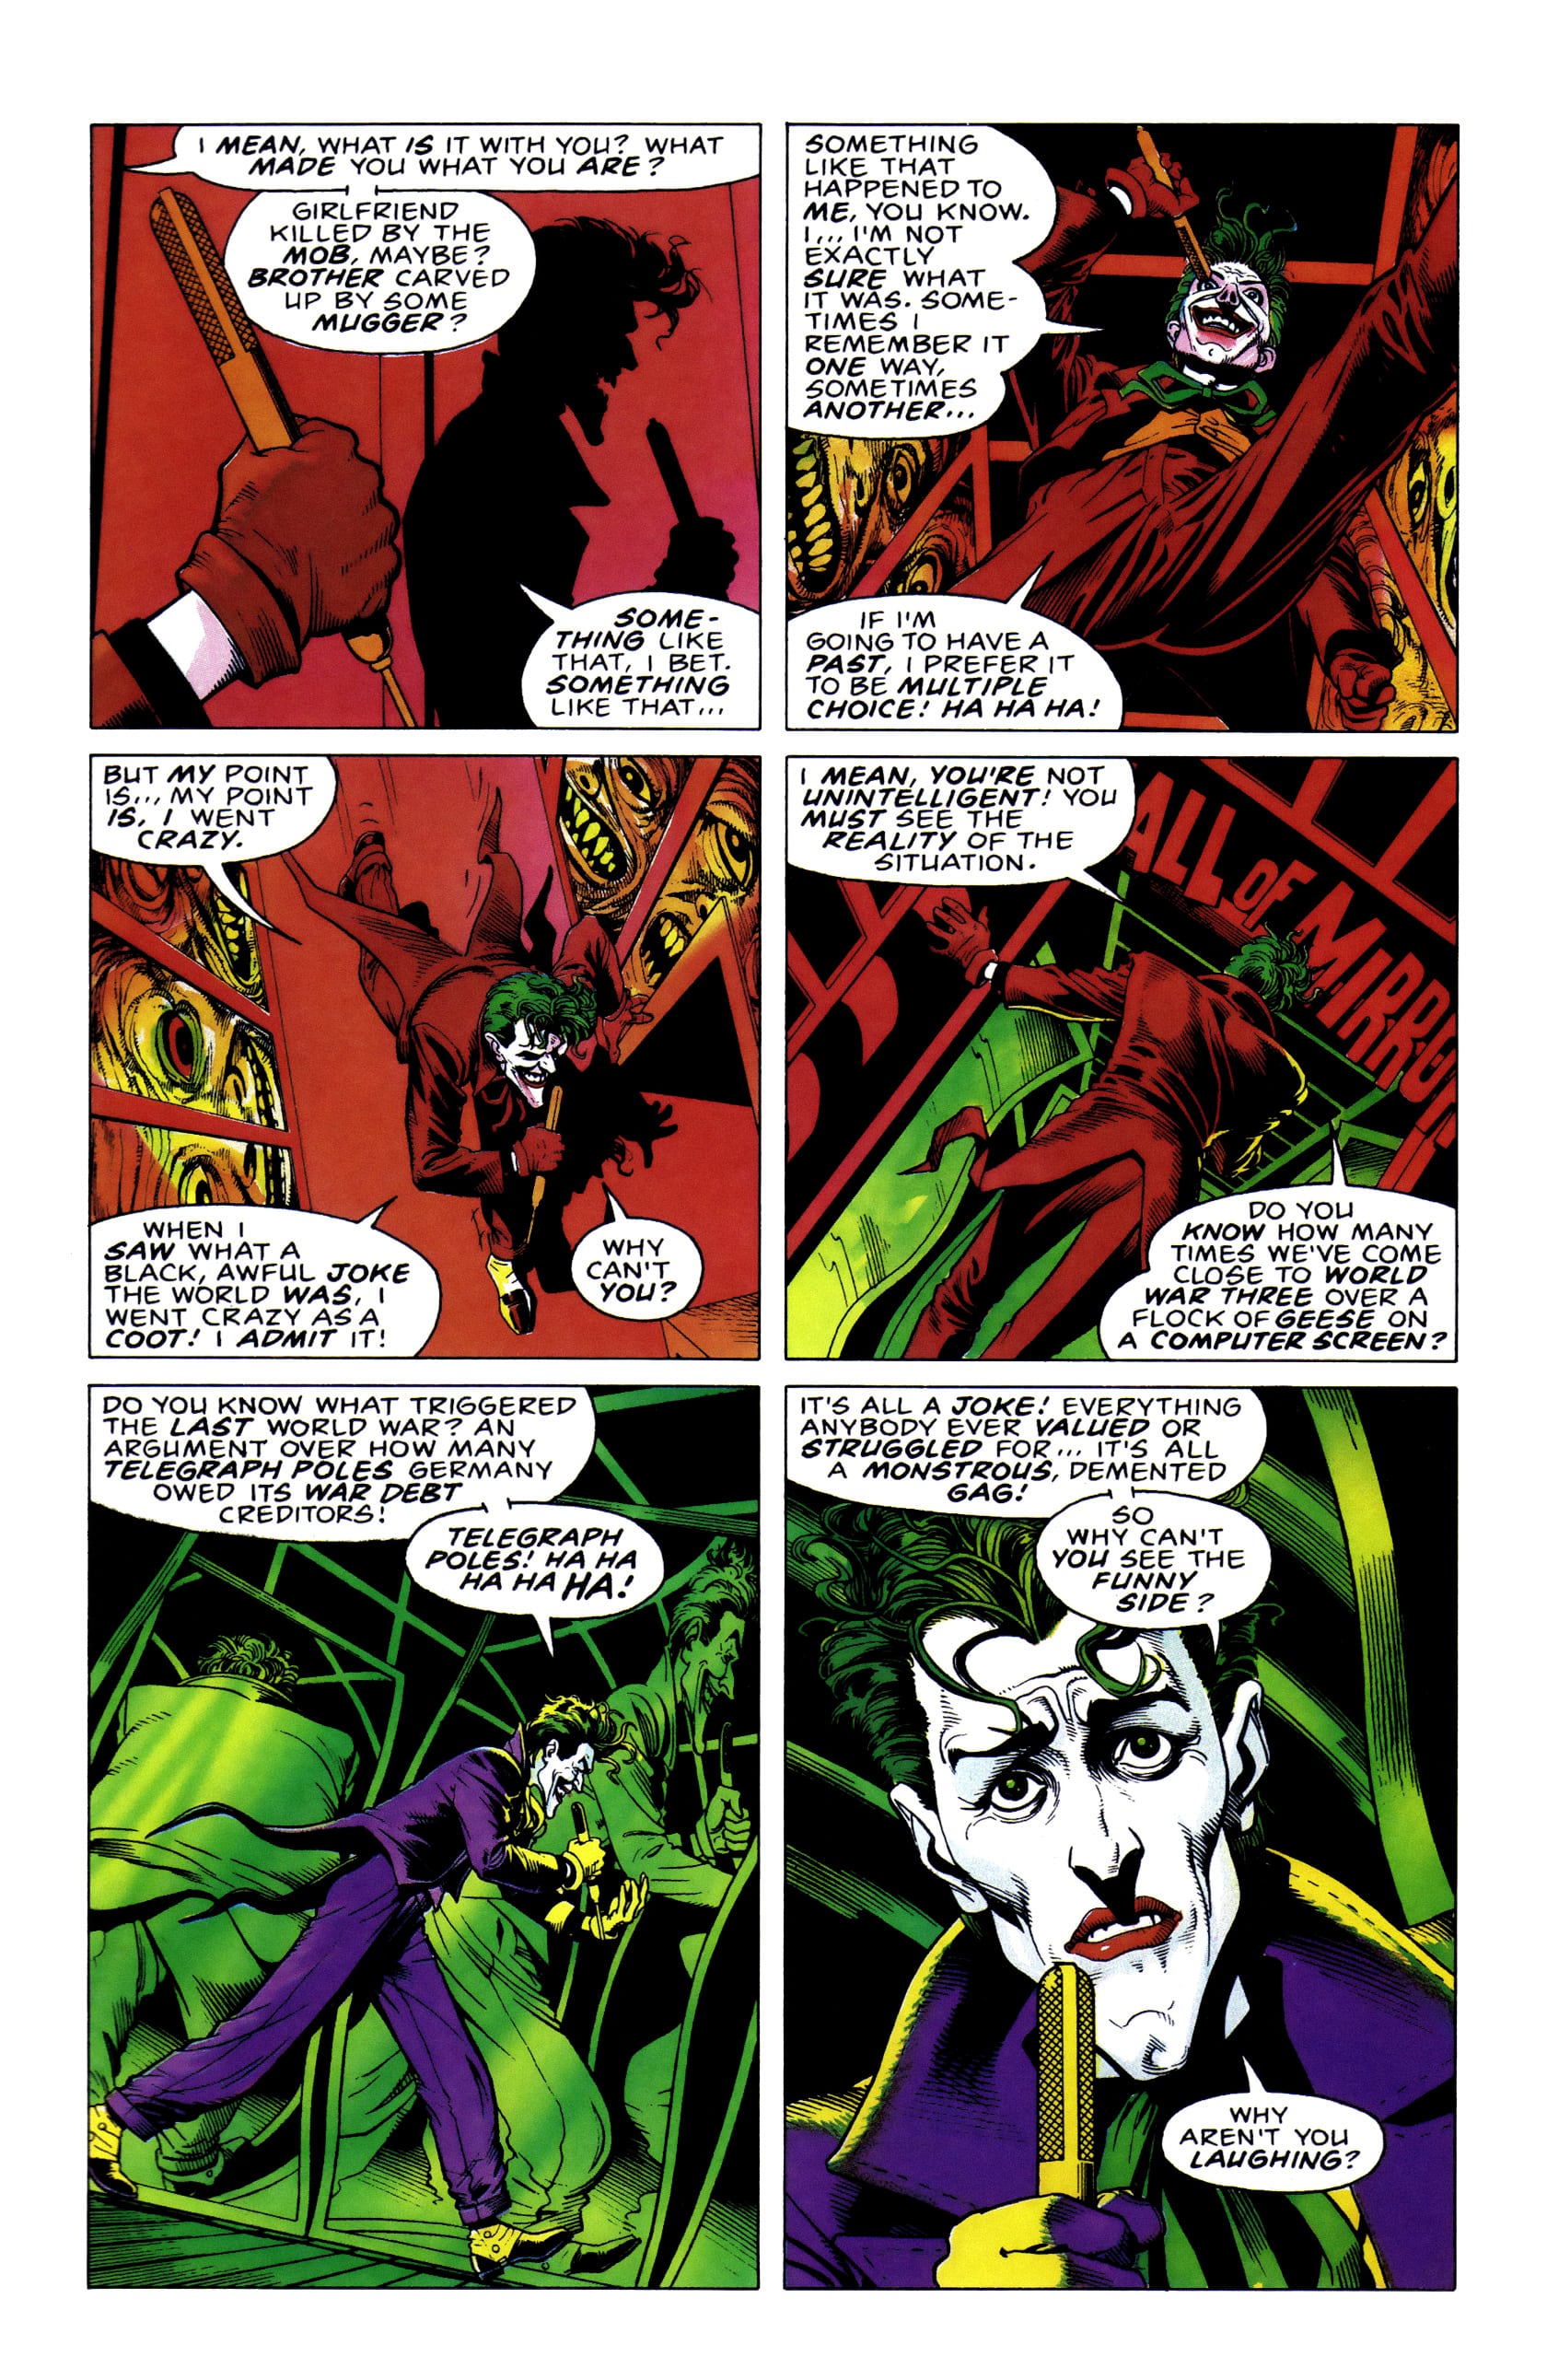 I MEAN, WHAT IS IT WITH YOU? WHAT
MADE YOU WHAT YOU ARE?
GIRLFRIEND
KILLED BY THE
MOB, MAYBE?
BROTHER CARVED
UP BY SOME
MUGGER?
SOME-
THING LIKE
THAT, I BET.
SOMETHING
LIKE THAT...
SOMETHING
LIKE THAT
HAPPENED TO
ME, YOU KNOW.
I... I'M NOT
EXACTLY
SURE WHAT
IT WAS. SOME-
TIMES I
REMEMBER IT
ONE WAY,
SOMETIMES
ANOTHER...
IF I'M
GOING TO HAVE A
PAST, I PREFER IT
TO BE MULTIPLE
CHOICE! HA HA HA!
BUT MY POINT
IS... MY POINT
IS, I WENT
CRAZY.
WHEN I
SAW WHAT A
BLACK, AWFUL JOKE
THE WORLD WAS, I
WENT CRAZY AS A
COOT! I ADMIT IT!
WHY
CAN'T
YOU?
I MEAN, YOU'RE NOT
UNINTELLIGENT! YOU
MUST SEE THE
REALITY OF THE
SITUATION.
ALL OF MIRRO
DO YOU
KNOW HOW MANY
TIMES WE'VE COME
CLOSE TO WORLD
WAR THREE OVER A
FLOCK OF GEESE ON
A COMPUTER SCREEN?
DO YOU KNOW WHAT TRIGGERED
THE LAST WORLD WAR? AN
ARGUMENT OVER HOW MANY
TELEGRAPH POLES GERMANY
OWED ITS WAR DEBT
CREDITORS!
TELEGRAPH
POLES! HA HA
HA HA HA!
IT'S ALL A JOKE! EVERYTHING
ANYBODY EVER VALUED OR
STRUGGLED FOR... IT'S ALL
A MONSTROUS, DEMENTED
GAG!
SO
WHY CAN'T
YOU SEE THE
FUNNY
SIDE?
WHY
AREN'T YOU
LAUGHING?